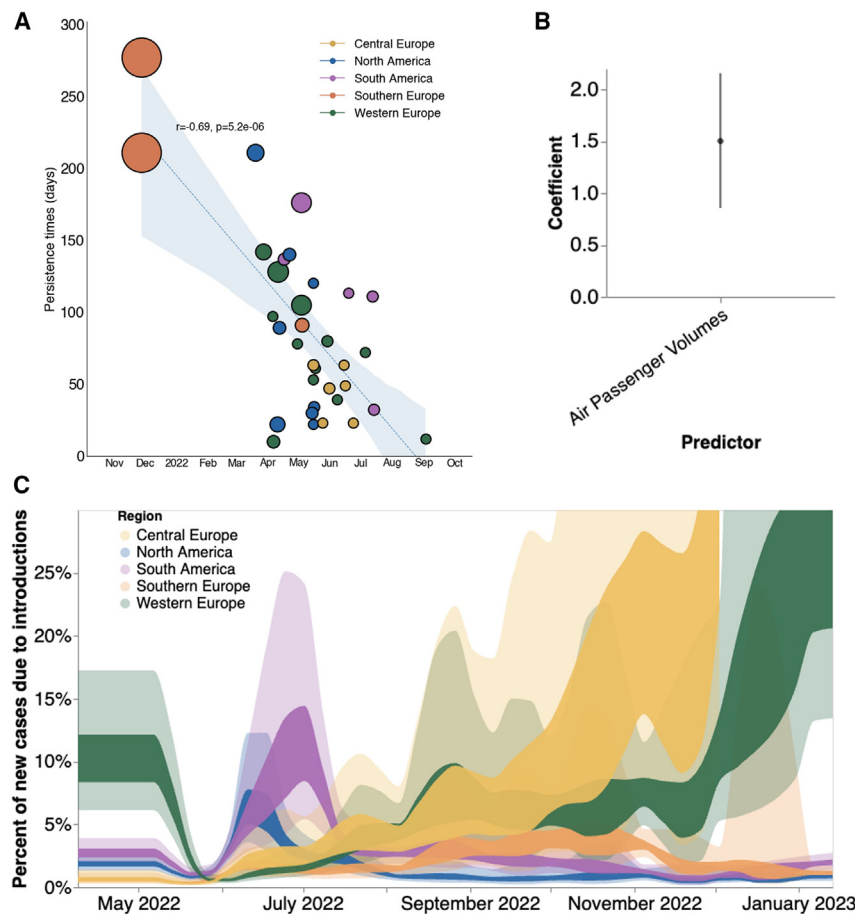 A
300
250
200
150
100
50
0
Persistence times (days)
r=-0.69, p=5.2e-06
Central Europe
North America
South America
Southern Europe
Western Europe
Nov Dec 2022 Feb Mar Apr May Jun Jul Aug Sep Oct
B
2.0
1.5
1.0
0.5
0.0
Coefficient
Air Passenger Volumes
Predictor
C
Region
Central Europe
North America
South America
Southern Europe
Western Europe
25%
20%
15%
10%
5%
0%
Percent of new cases due to introductions
May 2022 July 2022 September 2022 November 2022 January 2023